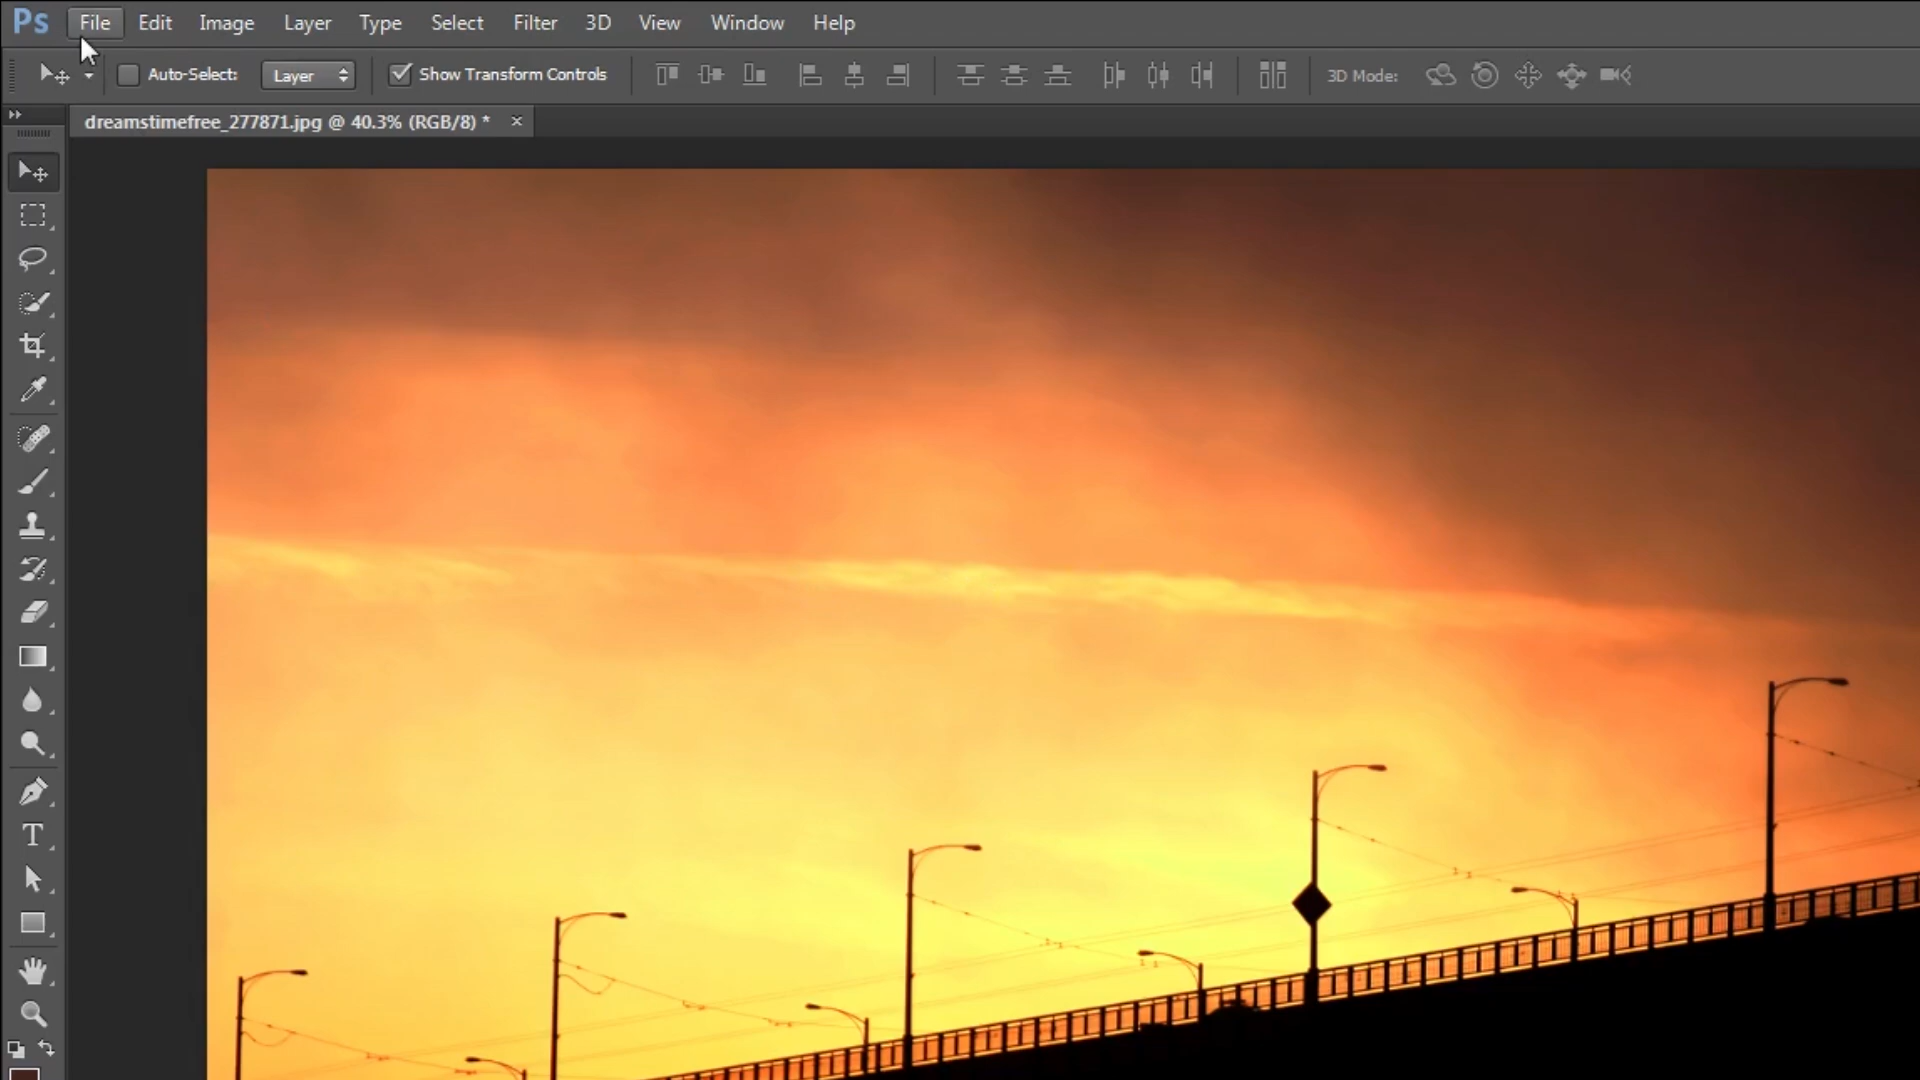 Ps File Edit Image Layer Type Select Filter 3D View Window Help
Auto-Select: Layer Show Transform Controls 3D Mode:
dreamstimefree_277871.jpg @ 40.3% (RGB/8) * ×
T